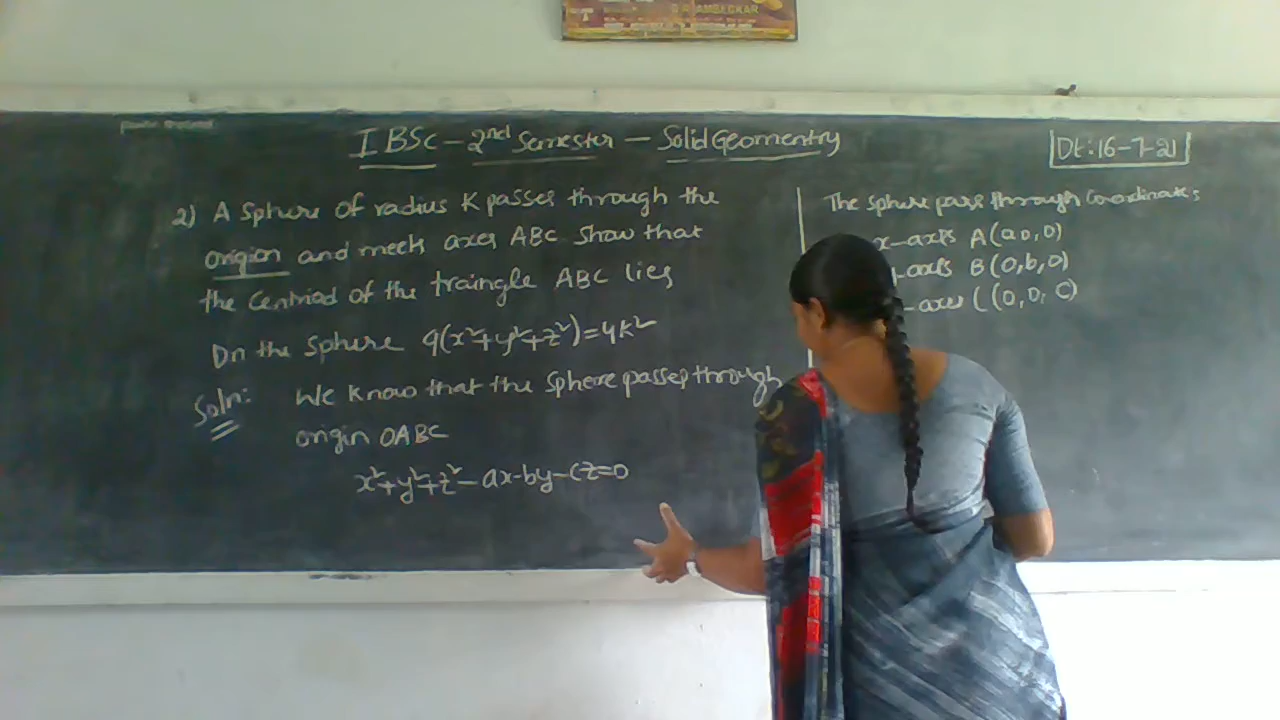 AMBEDKAR
I BSc - 2nd Semester - Solid Geomentry
Dt: 16-7-21
2) A Sphere of radius K passes through the
origion and meets axes ABC Show that
the Centriod of the traingle ABC lies
On the Sphere 9(x²+y²+z²)=4k²
Soln: We know that the Sphere passes through
origin OABC
x²+y²+z²-ax-by-cz=0
The Sphere pass through Coordinates
x-axis A(a,0,0)
-axis B(0,b,0)
-axes C(0,0,C)